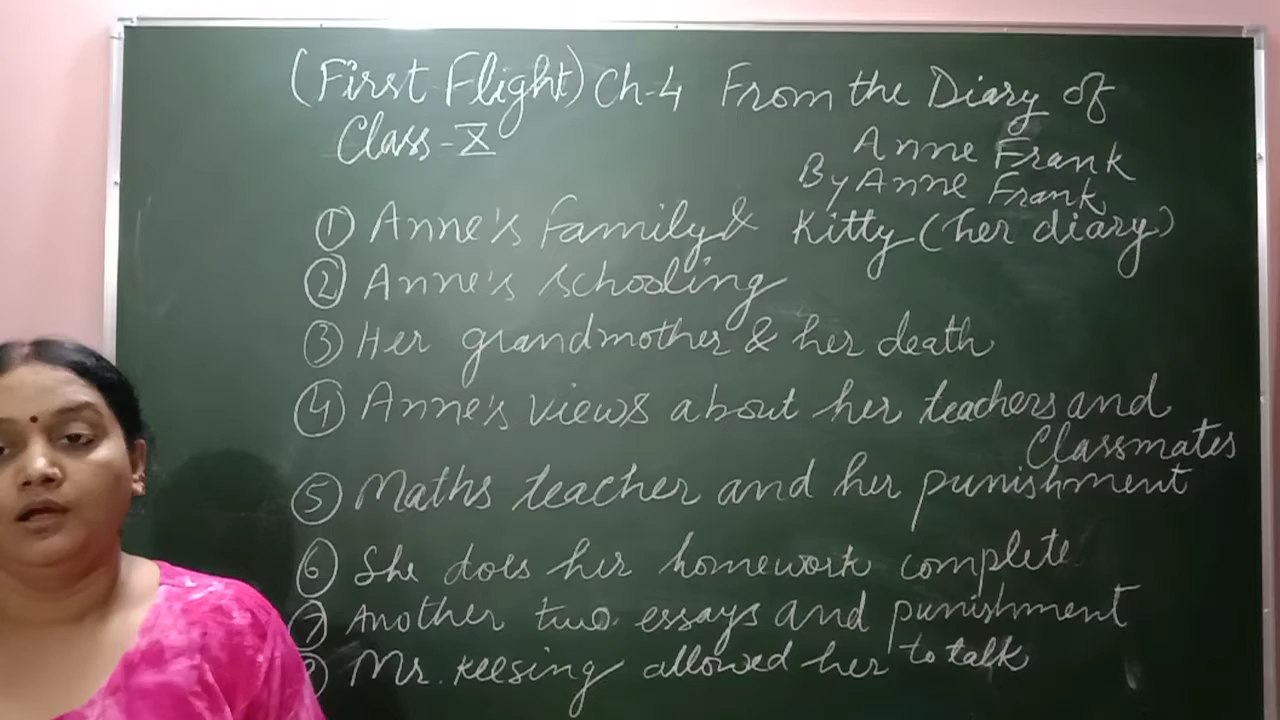 (First Flight) Ch-4 From the Diary of
Class-X Anne Frank
By Anne Frank
① Anne's Family & Kitty (her diary)
② Anne's schooling
③ Her grandmother & her death
④ Anne's views about her teachers and
Classmates
⑤ Maths teacher and her punishment
⑥ She does her homework complete
⑦ Another two essays and punishment
Mr. Keesing allowed her to talk